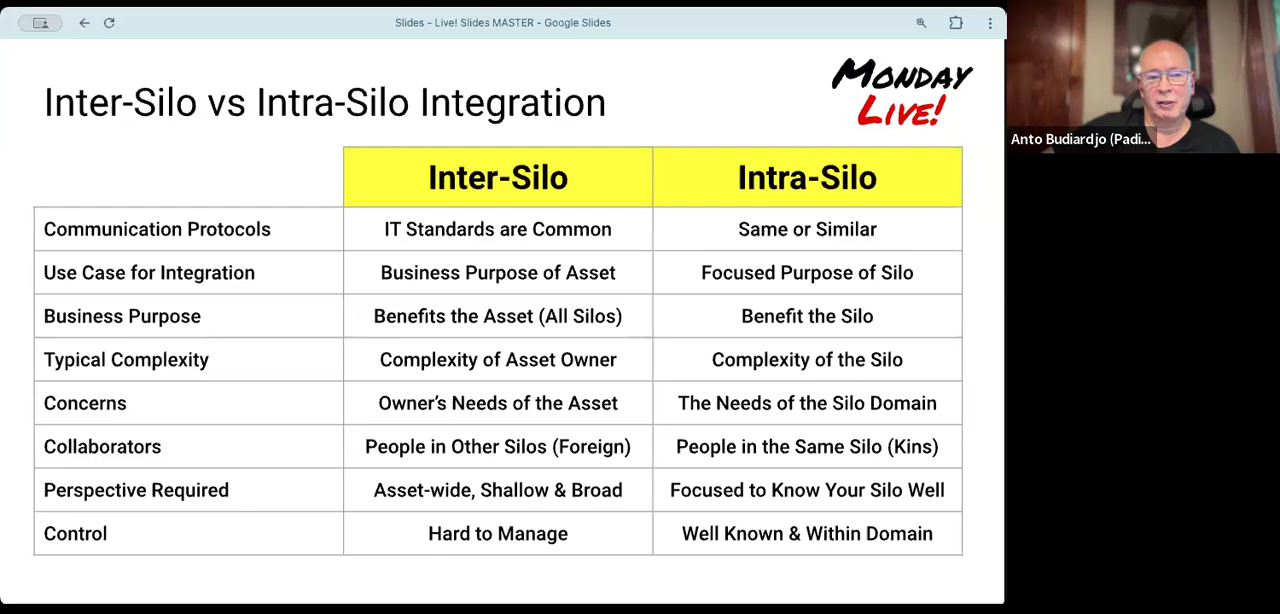 Slides - Live! Slides MASTER - Google Slides
MONDAY
LIVE!
Inter-Silo vs Intra-Silo Integration
Anto Budiardjo (Padi...
Inter-Silo Intra-Silo
Communication Protocols IT Standards are Common Same or Similar
Use Case for Integration Business Purpose of Asset Focused Purpose of Silo
Business Purpose Benefits the Asset (All Silos) Benefit the Silo
Typical Complexity Complexity of Asset Owner Complexity of the Silo
Concerns Owner's Needs of the Asset The Needs of the Silo Domain
Collaborators People in Other Silos (Foreign) People in the Same Silo (Kins)
Perspective Required Asset-wide, Shallow & Broad Focused to Know Your Silo Well
Control Hard to Manage Well Known & Within Domain